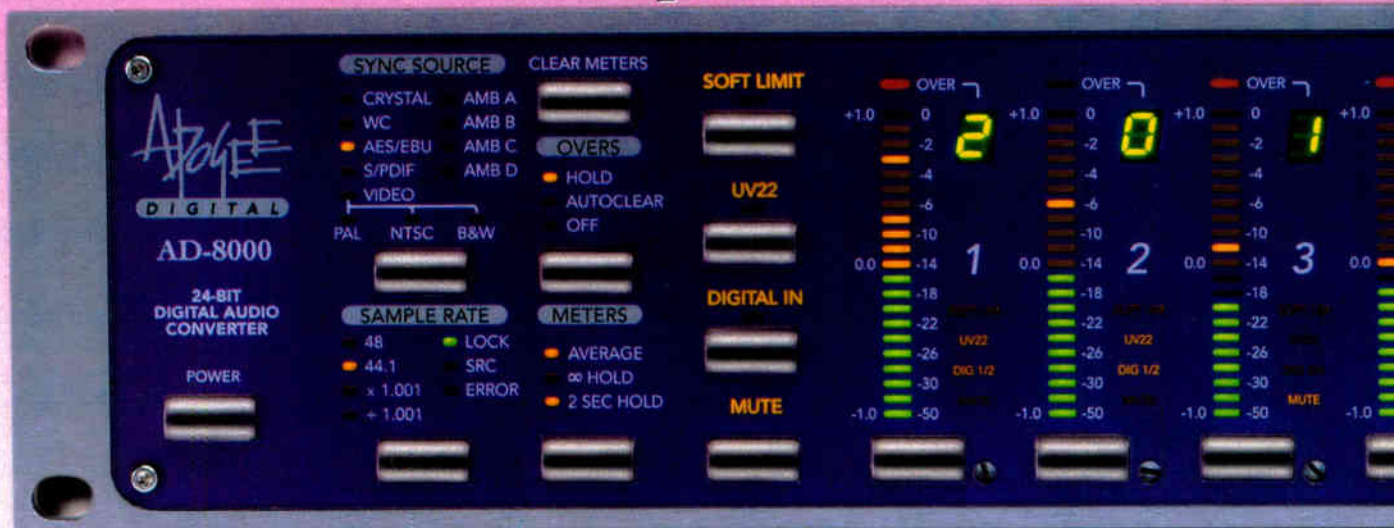 APOGEE
DIGITAL
AD-8000
24-BIT
DIGITAL AUDIO
CONVERTER
POWER
SYNC SOURCE
CRYSTAL AMB A
WC AMB B
AES/EBU AMB C
S/PDIF AMB D
VIDEO
PAL NTSC B&W
SAMPLE RATE
48 LOCK
44.1 SRC
x 1.001 ERROR
÷ 1.001
CLEAR METERS
OVERS
HOLD
AUTOCLEAR
OFF
METERS
AVERAGE
∞ HOLD
2 SEC HOLD
SOFT LIMIT
UV22
DIGITAL IN
MUTE
OVER
+1.0 0 2
-2
-4
-6
-10
0.0 -14 1
-18
-22
UV22
-26
DIG 1/2
-30
-1.0 -50
OVER
+1.0 0 0
-2
-4
-6
-10
0.0 -14 2
-18
-22
UV22
-26
DIG 1/2
-30
-1.0 -50
OVER
+1.0 0 1
-2
-4
-6
-10
0.0 -14 3
-18
-22
-26
-30
MUTE
-1.0 -50
+1.0
0.0
-1.0